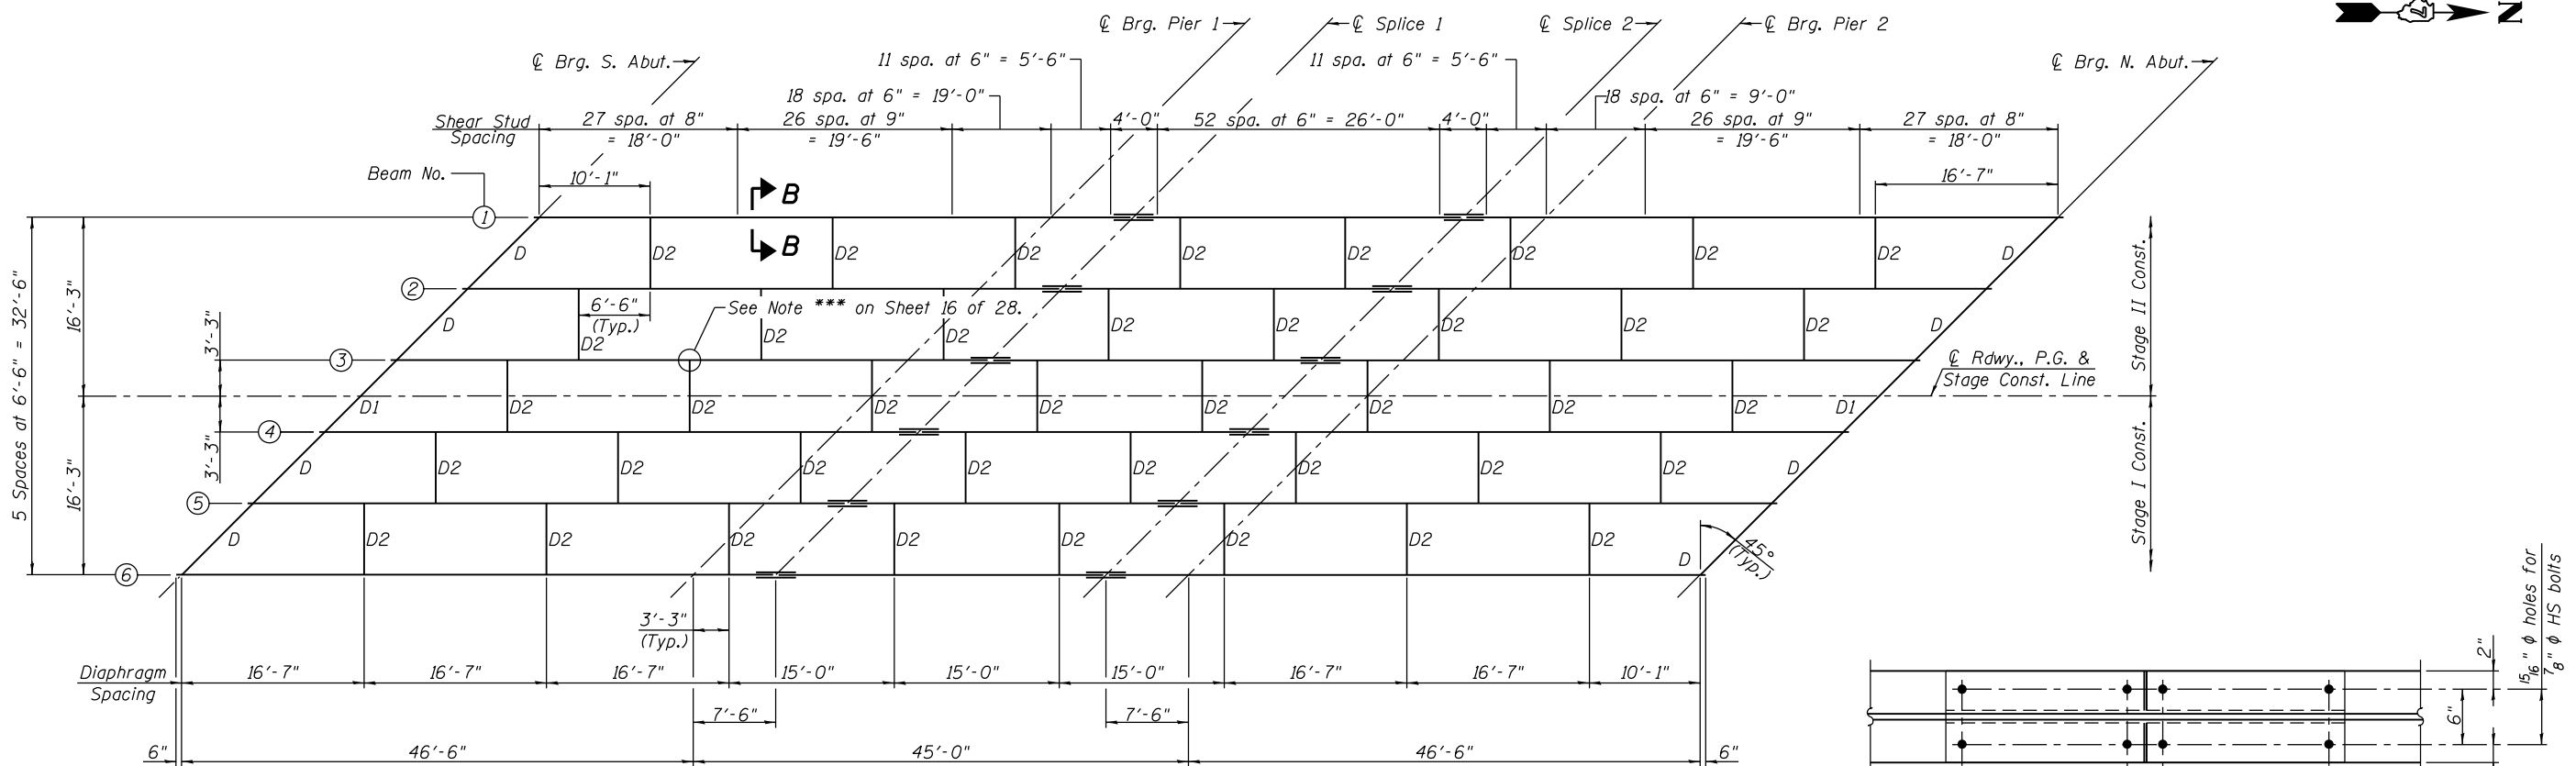 N
℄ Brg. Pier 1
℄ Splice 1
℄ Splice 2
℄ Brg. Pier 2
℄ Brg. S. Abut.
11 spa. at 6" = 5'-6"
11 spa. at 6" = 5'-6"
℄ Brg. N. Abut.
18 spa. at 6" = 19'-0"
18 spa. at 6" = 9'-0"
Shear Stud
Spacing
27 spa. at 8"
= 18'-0"
26 spa. at 9"
= 19'-6"
4'-0"
52 spa. at 6" = 26'-0"
4'-0"
26 spa. at 9"
= 19'-6"
27 spa. at 8"
= 18'-0"
Beam No.
10'-1"
B
16'-7"
1
D
D2
B
D2
D2
D2
D2
D2
D2
D2
D
2
6'-6"
(Typ.)
See Note *** on Sheet 16 of 28.
D
D2
D2
D2
D2
D2
D2
D2
D2
D
3
℄ Rdwy., P.G. &
Stage Const. Line
D1
D2
D2
D2
D2
D2
D2
D2
D2
D1
4
D
D2
D2
D2
D2
D2
D2
D2
D2
D
5
D
D2
D2
D2
D2
D2
D2
D2
D2
D
45°
(Typ.)
6
5 Spaces at 6'-6" = 32'-6"
16'-3"
16'-3"
3'-3"
3'-3"
Stage II Const.
Stage I Const.
3'-3"
(Typ.)
Diaphragm
Spacing
16'-7"
16'-7"
16'-7"
15'-0"
15'-0"
15'-0"
16'-7"
16'-7"
10'-1"
7'-6"
7'-6"
6"
46'-6"
45'-0"
46'-6"
6"
2"
6"
15/16" ϕ holes for
7/8" ϕ HS bolts